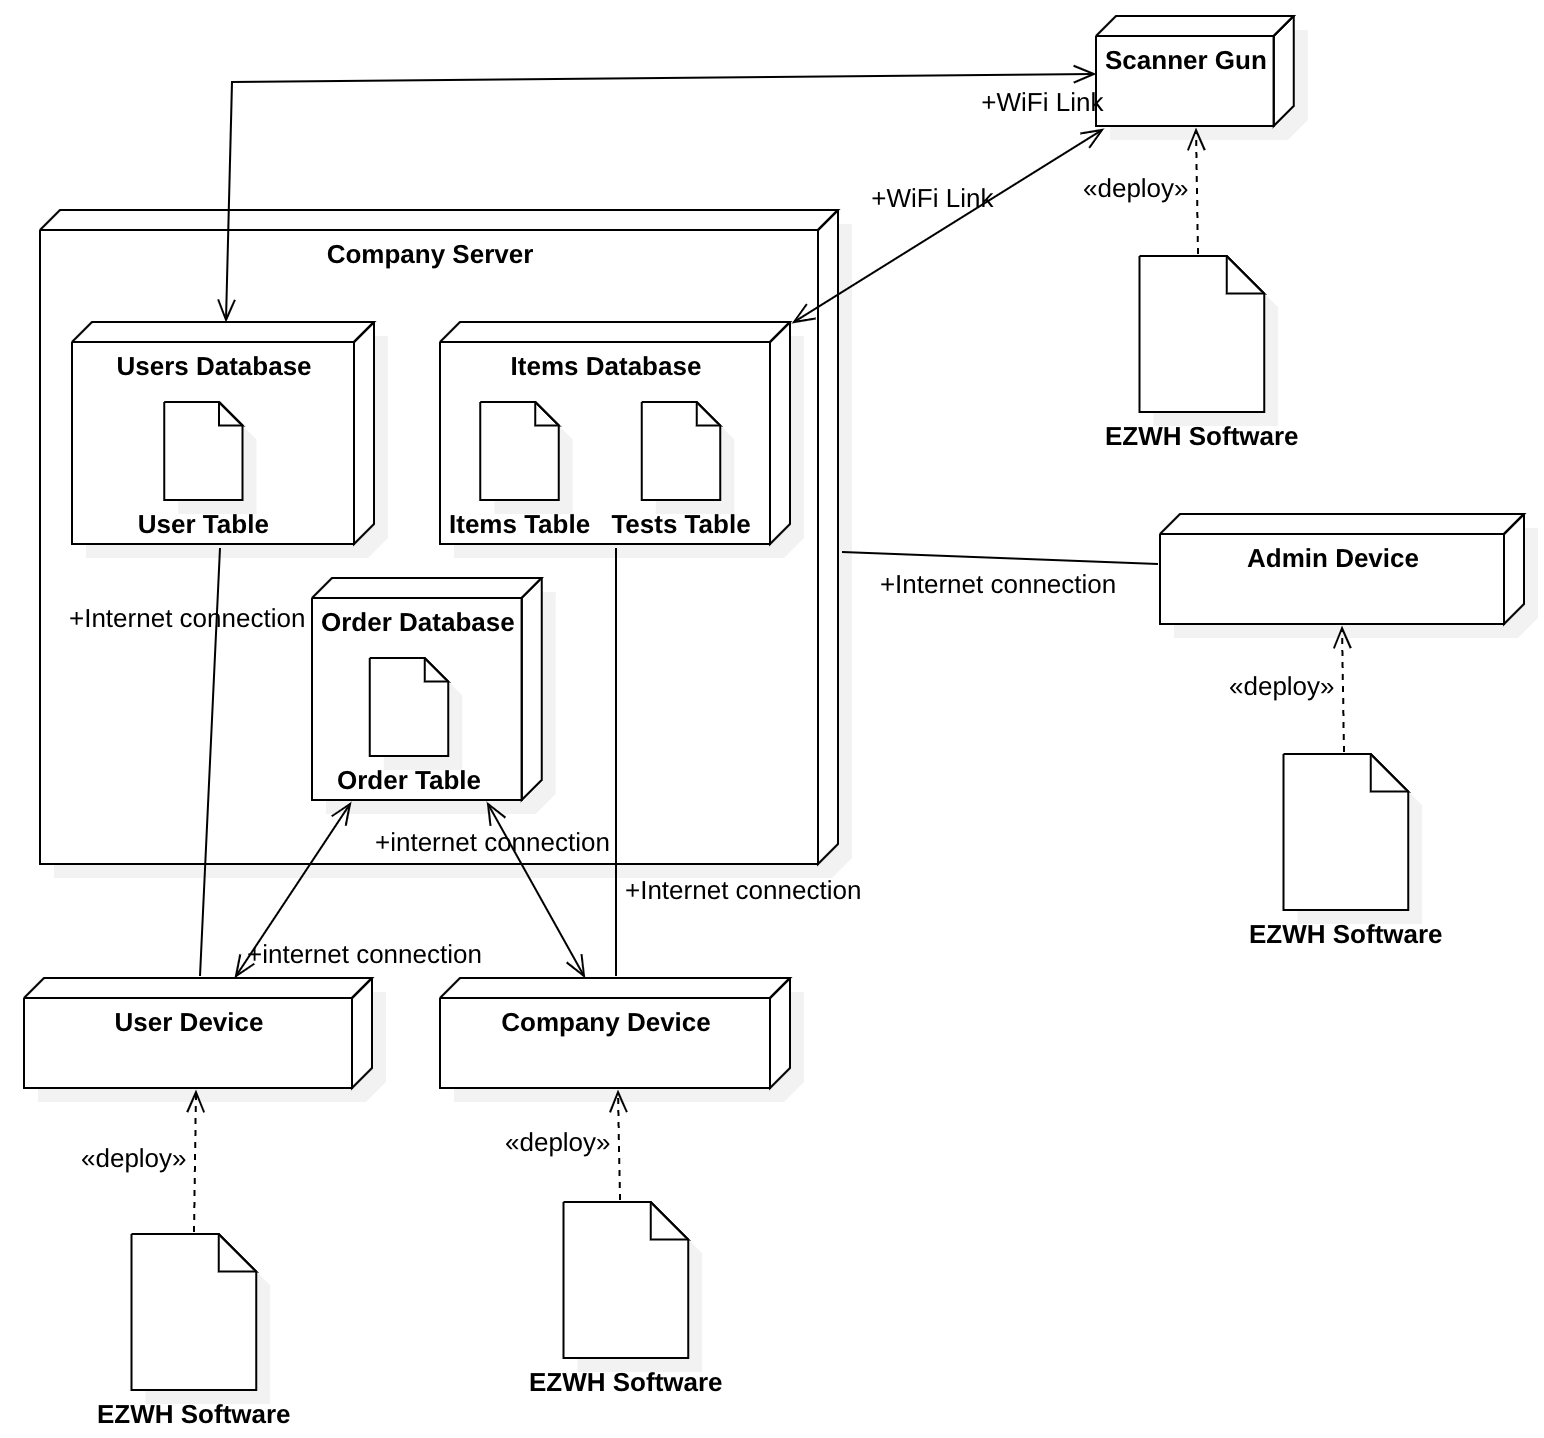 Scanner Gun
+WiFi Link
«deploy»
+WiFi Link
Company Server
Users Database
Items Database
User Table
Items Table
Tests Table
EZWH Software
Admin Device
+Internet connection
+Internet connection
Order Database
Order Table
«deploy»
+internet connection
+Internet connection
EZWH Software
+internet connection
User Device
Company Device
«deploy»
«deploy»
EZWH Software
EZWH Software